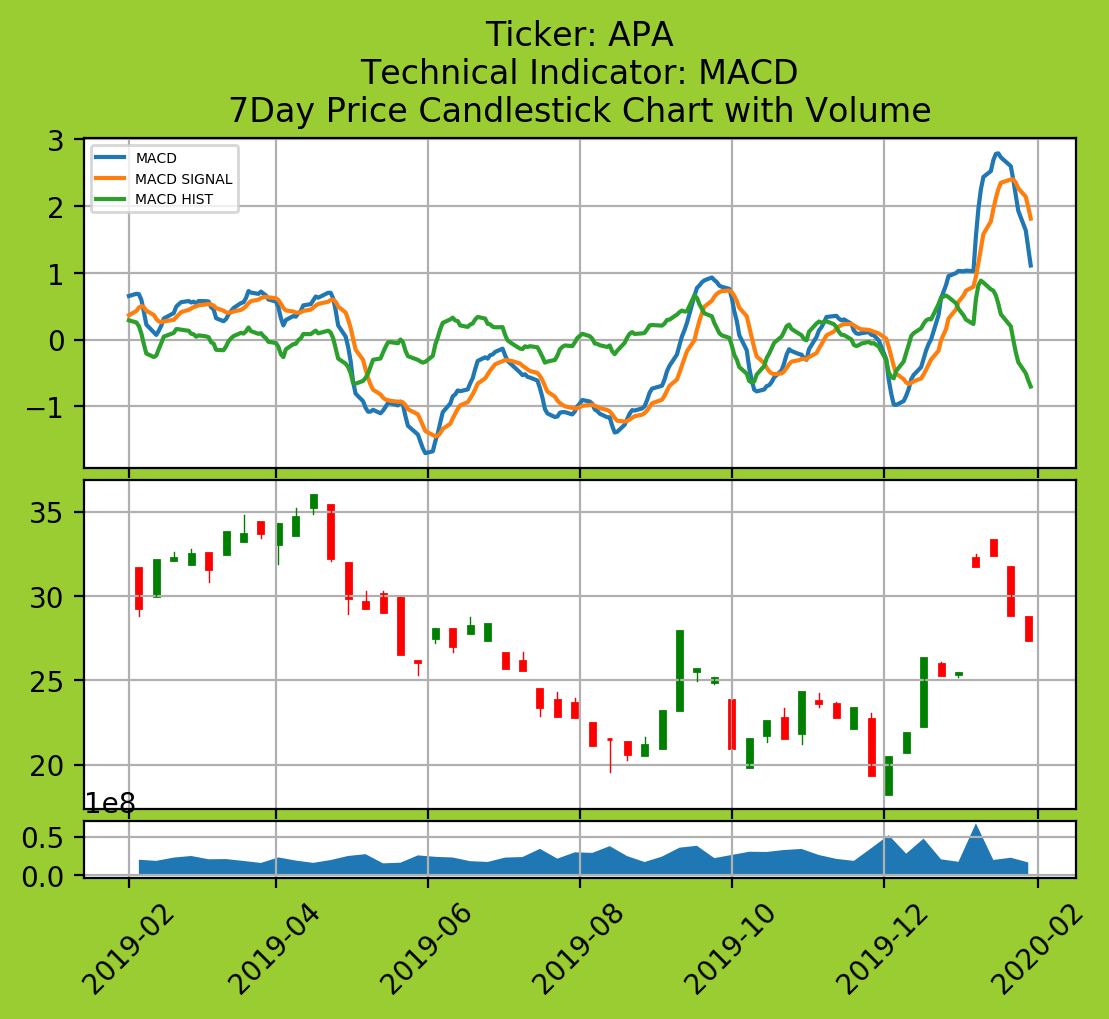 Ticker: APA
Technical Indicator: MACD
7Day Price Candlestick Chart with Volume
3
2
1
0
−1
MACD
MACD SIGNAL
MACD HIST
35
30
25
20
1e8
0.5
0.0
2019-02
2019-04
2019-06
2019-08
2019-10
2019-12
2020-02